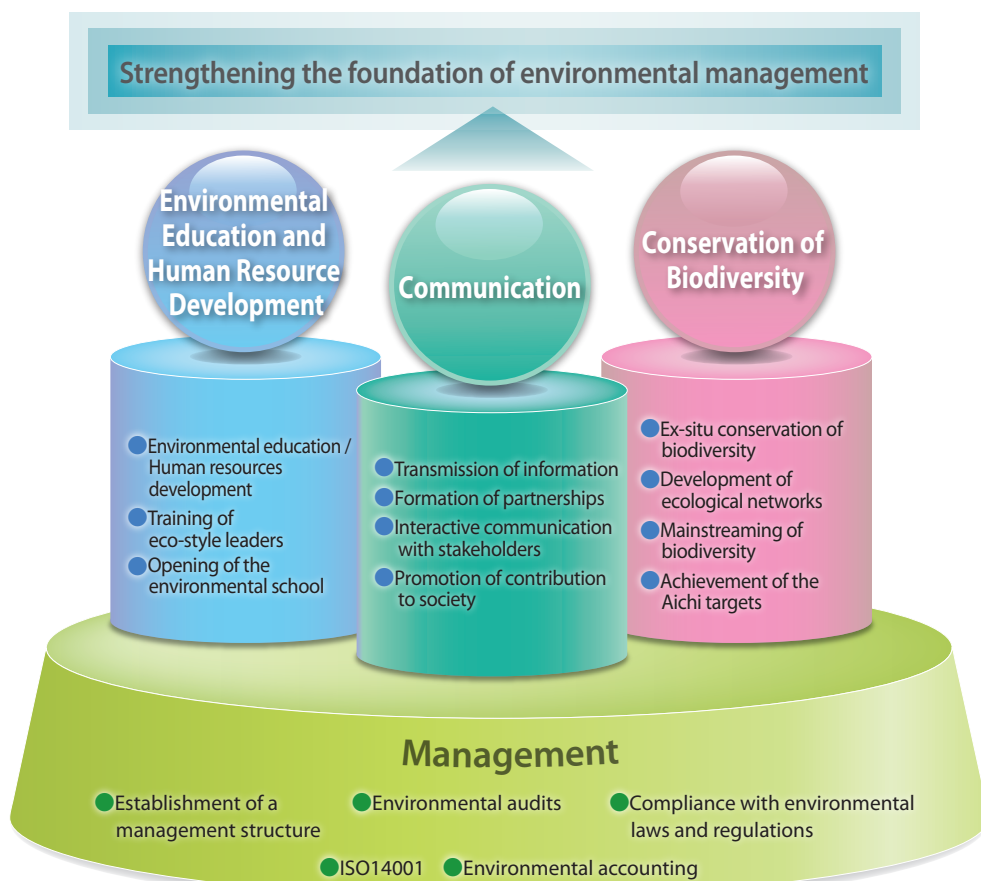 Strengthening the foundation of environmental management
Environmental
Education and
Human Resource
Development
Communication
Conservation of
Biodiversity
●Environmental education /
Human resources
development
●Training of
eco-style leaders
●Opening of the
environmental school
●Transmission of information
●Formation of partnerships
●Interactive communication
with stakeholders
●Promotion of contribution
to society
●Ex-situ conservation of
biodiversity
●Development of
ecological networks
●Mainstreaming of
biodiversity
●Achievement of the
Aichi targets
Management
●Establishment of a
management structure
●Environmental audits
●Compliance with environmental
laws and regulations
●ISO14001 ●Environmental accounting